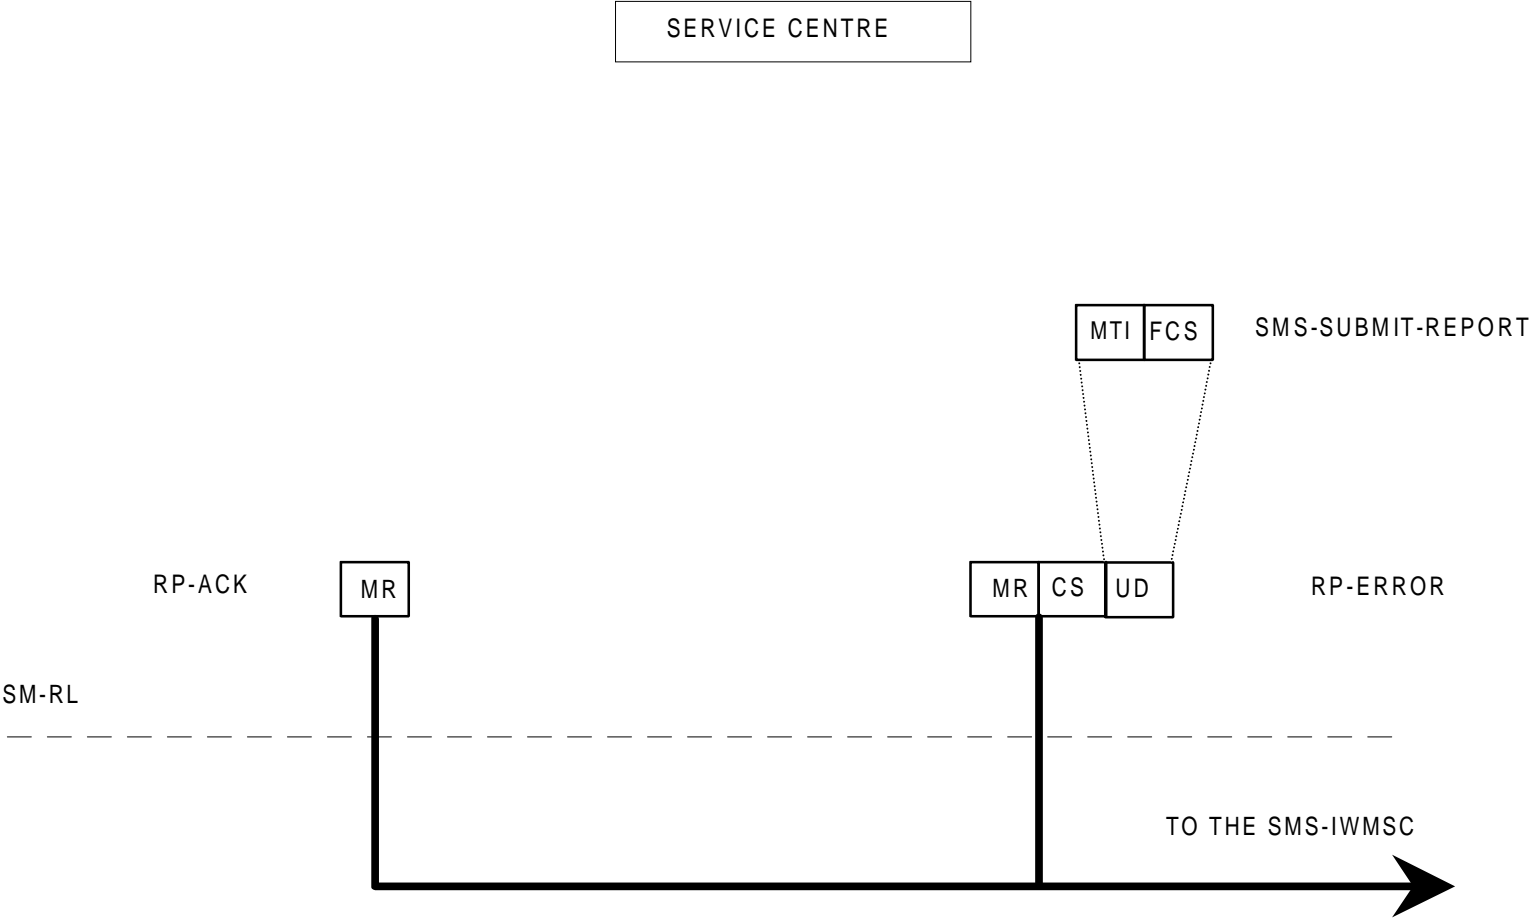 SERVICE CENTRE
MTI FCS SMS-SUBMIT-REPORT
RP-ACK MR MR CS UD RP-ERROR
SM-RL
TO THE SMS-IWMSC